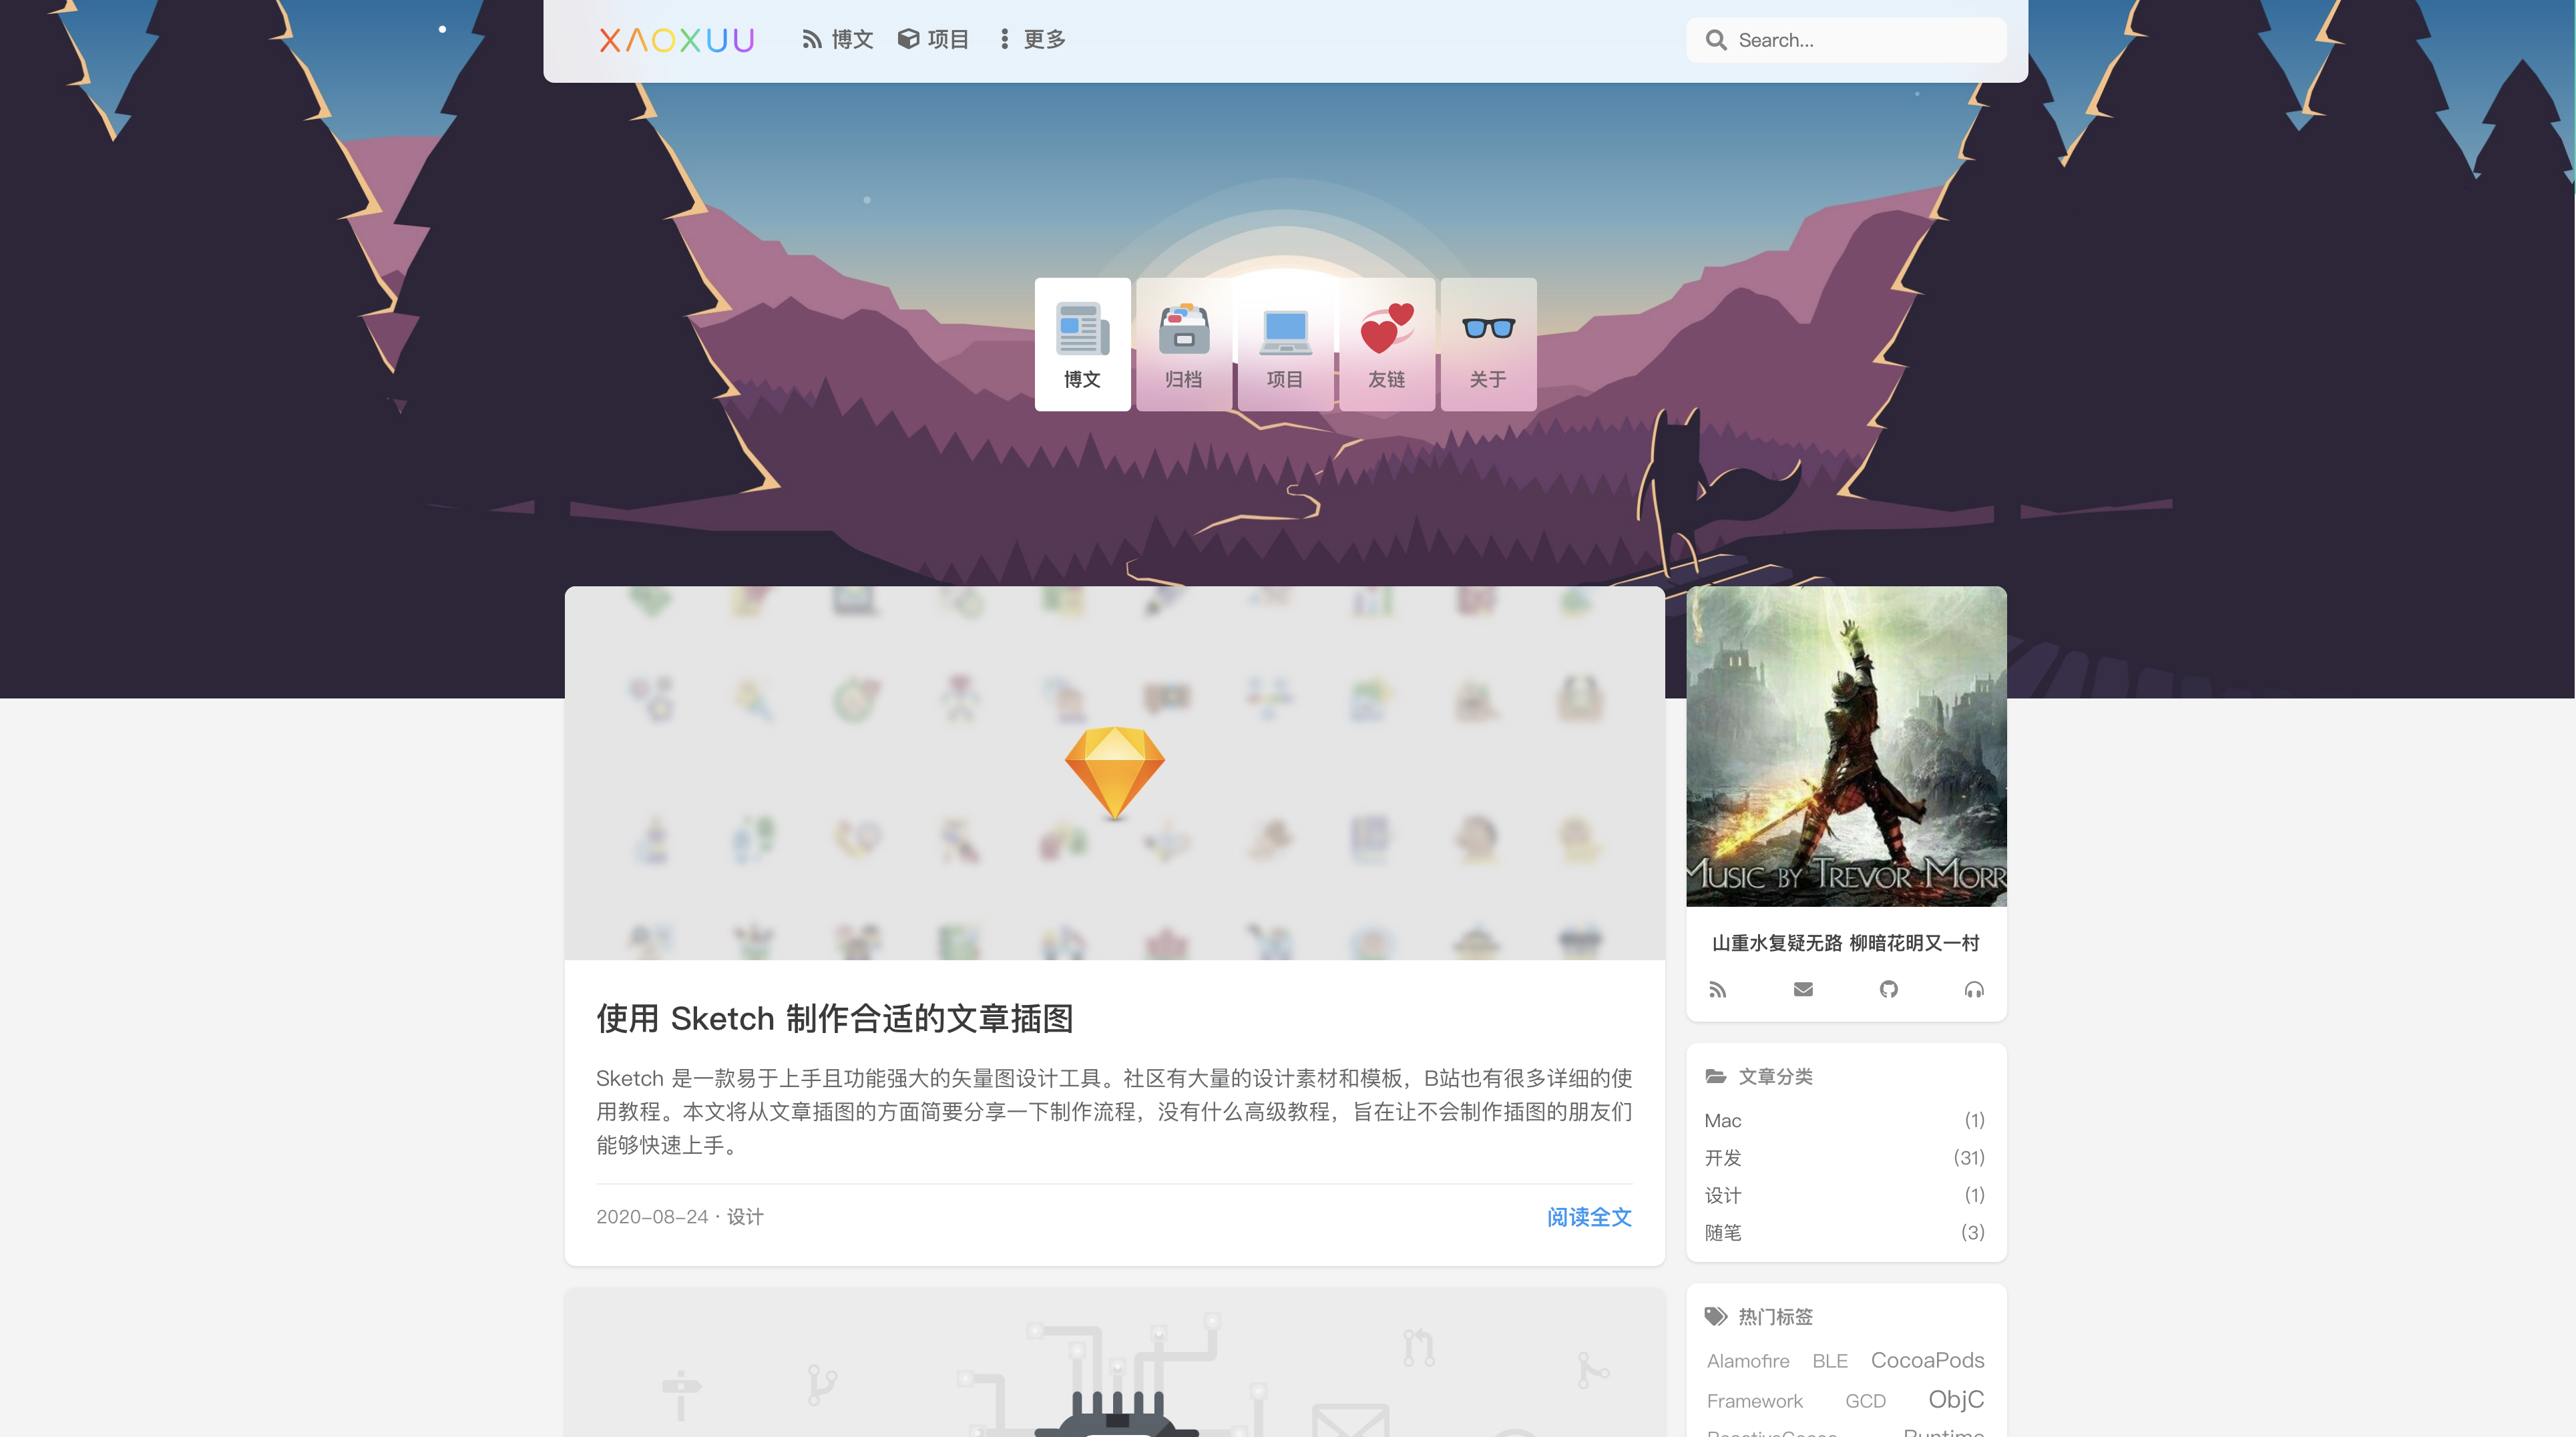 XAOXUU 博文 项目 更多 Search...
博文 归档 项目 友链 关于
MUSIC BY TREVOR MORR
山重水复疑无路 柳暗花明又一村
使用 Sketch 制作合适的文章插图
Sketch 是一款易于上手且功能强大的矢量图设计工具。社区有大量的设计素材和模板，B站也有很多详细的使
用教程。本文将从文章插图的方面简要分享一下制作流程，没有什么高级教程，旨在让不会制作插图的朋友们
能够快速上手。
2020-08-24 · 设计 阅读全文
文章分类
Mac (1)
开发 (31)
设计 (1)
随笔 (3)
热门标签
Alamofire BLE CocoaPods
Framework GCD ObjC
ReactiveCocoa Runtime